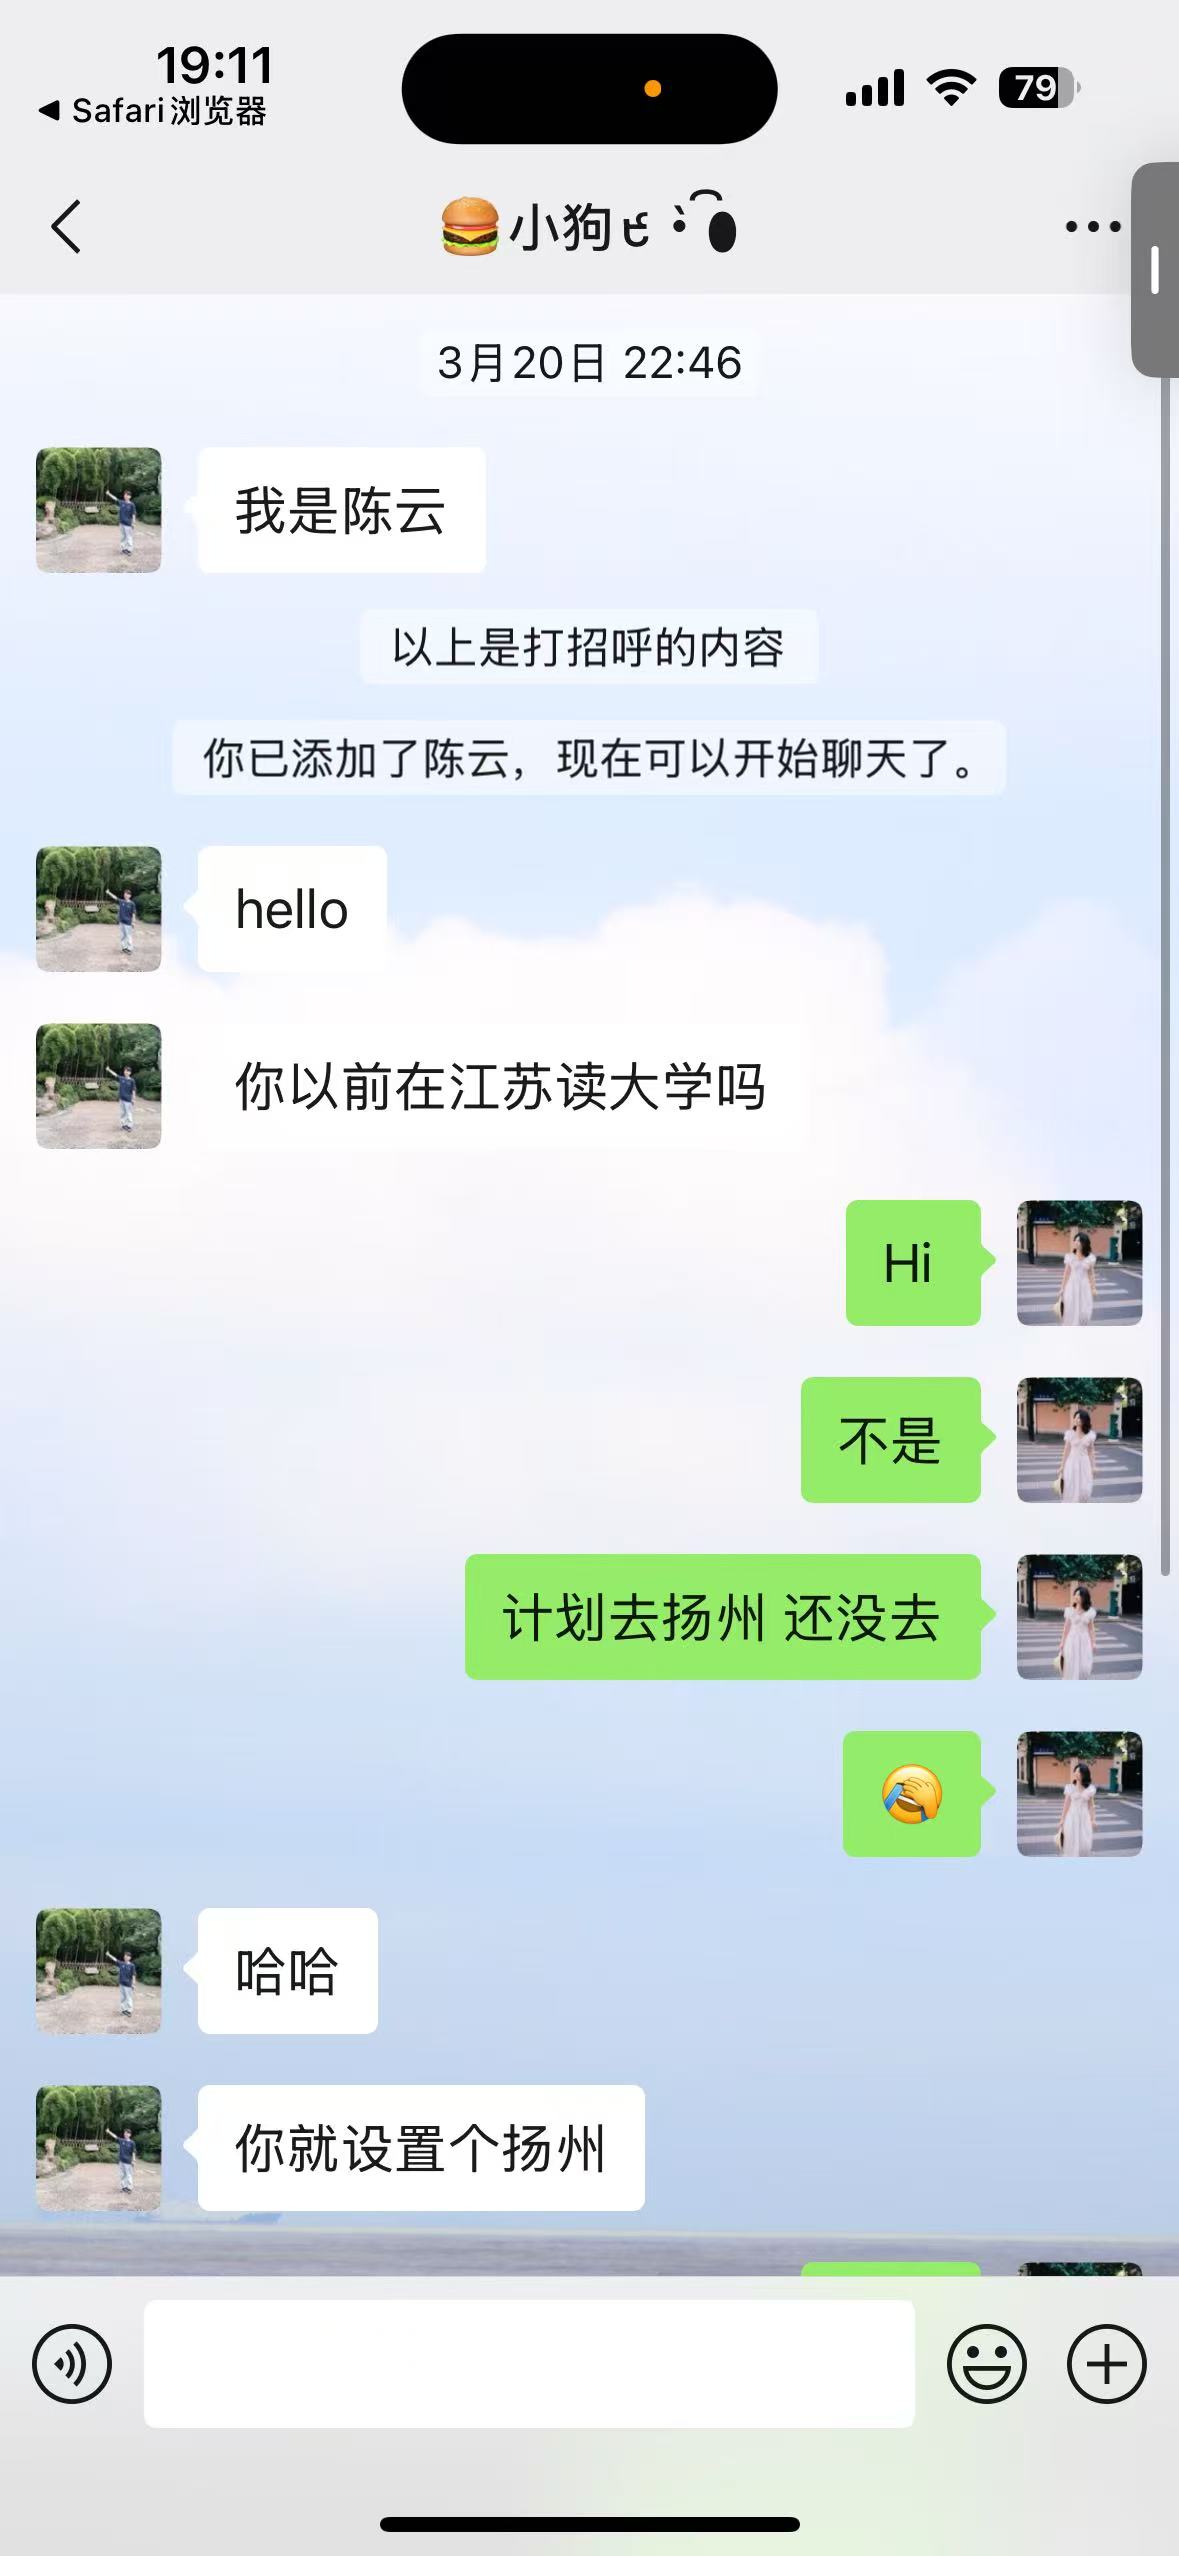 19:11
Safari浏览器
79
🍔小狗
3月20日 22:46
我是陈云
以上是打招呼的内容
你已添加了陈云，现在可以开始聊天了。
hello
你以前在江苏读大学吗
Hi
不是
计划去扬州 还没去
哈哈
你就设置个扬州